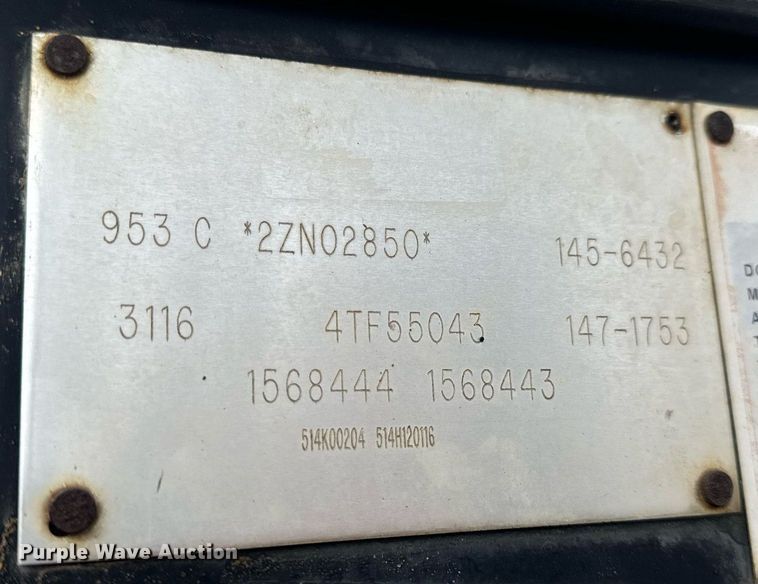 953 C *2ZN02850* 145-6432
3116 4TF55043 147-1753
1568444 1568443
514K00204 514H120116
D
M
A
Purple Wave Auction